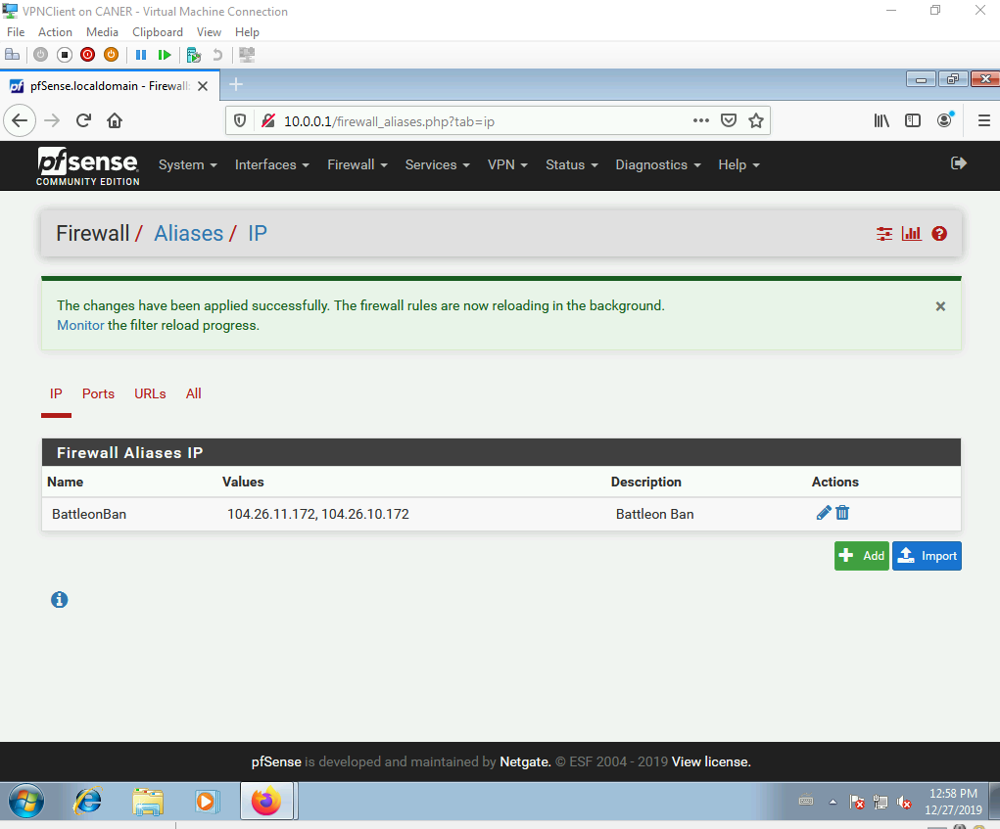 VPNClient on CANER - Virtual Machine Connection
File Action Media Clipboard View Help
pfSense.localdomain - Firewall:
10.0.0.1/firewall_aliases.php?tab=ip
pfsense
COMMUNITY EDITION
System Interfaces Firewall Services VPN Status Diagnostics Help
Firewall / Aliases / IP
The changes have been applied successfully. The firewall rules are now reloading in the background.
Monitor the filter reload progress.
IP Ports URLs All
Firewall Aliases IP
Name Values Description Actions
BattleonBan 104.26.11.172, 104.26.10.172 Battleon Ban
Add Import
pfSense is developed and maintained by Netgate. © ESF 2004 - 2019 View license.
12:58 PM
12/27/2019